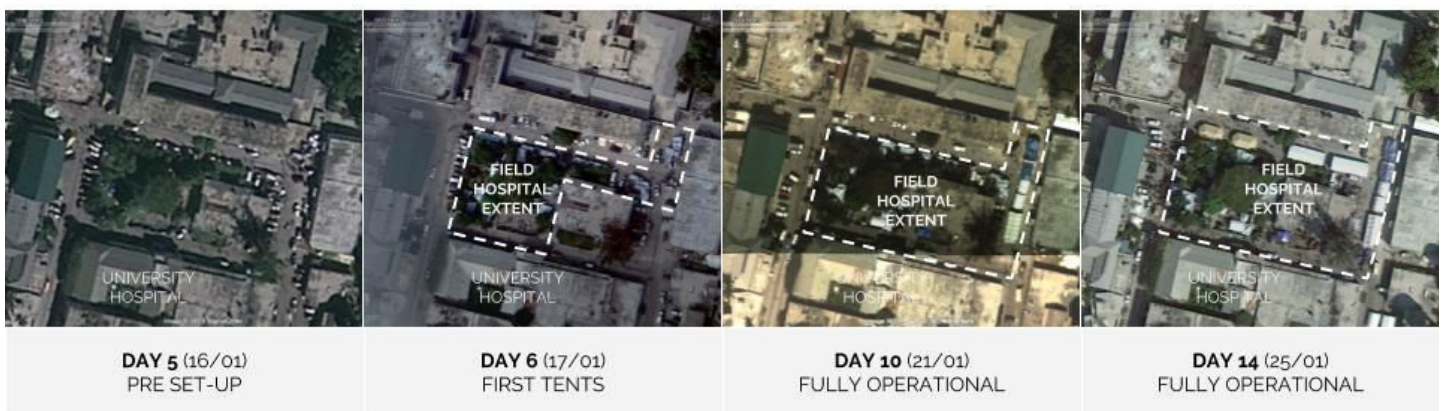 UNIVERSITY
HOSPITAL
DAY 5 (16/01)
PRE SET-UP
FIELD
HOSPITAL
EXTENT
UNIVERSITY
HOSPITAL
DAY 6 (17/01)
FIRST TENTS
FIELD
HOSPITAL
EXTENT
UNIVERSITY
HOSPITAL
DAY 10 (21/01)
FULLY OPERATIONAL
FIELD
HOSPITAL
EXTENT
UNIVERSITY
HOSPITAL
DAY 14 (25/01)
FULLY OPERATIONAL